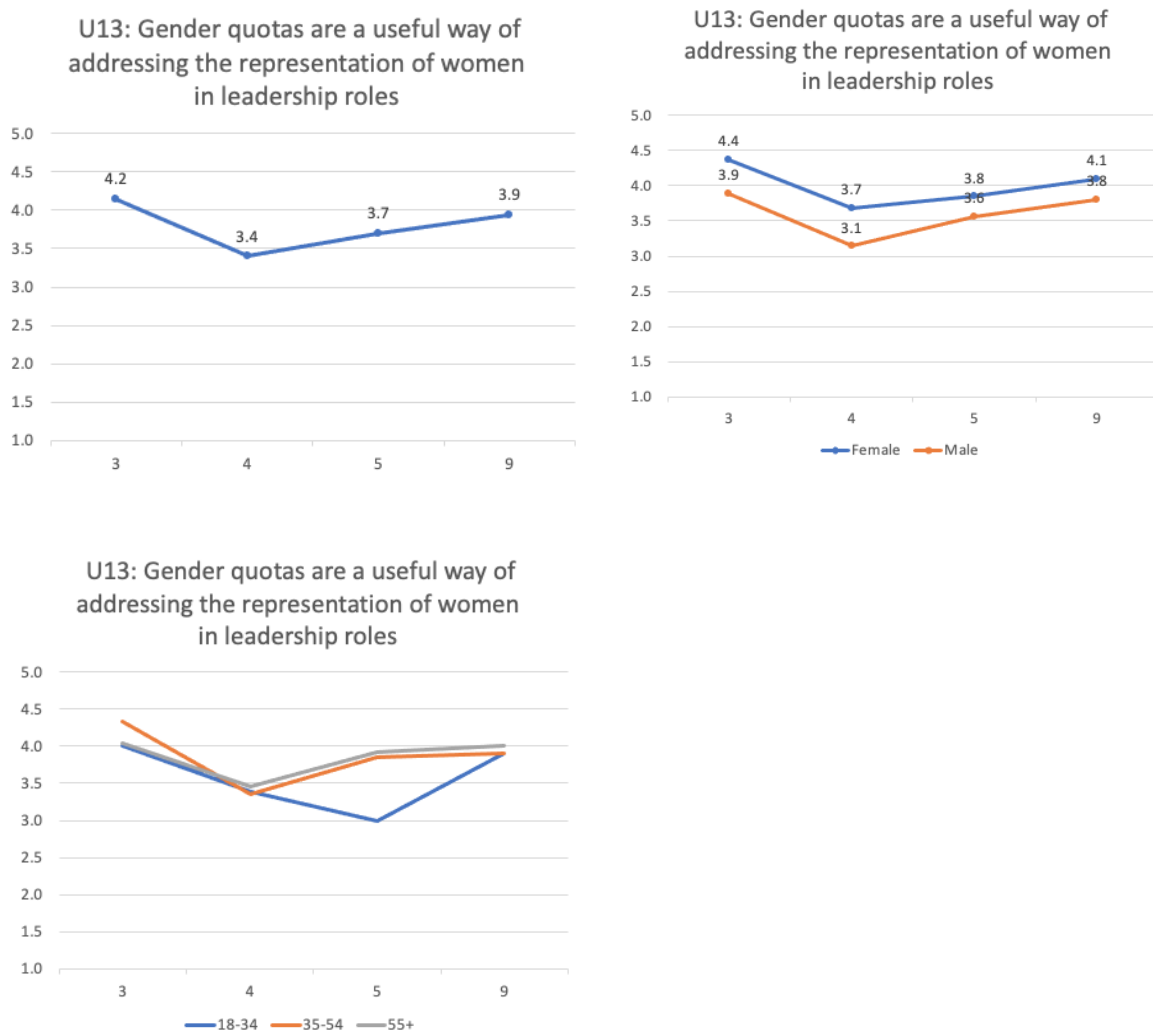 U13: Gender quotas are a useful way of
addressing the representation of women
in leadership roles
5.0
4.5
4.0
3.5
3.0
2.5
2.0
1.5
1.0
4.2
3.4
3.7
3.9
3 4 5 9
U13: Gender quotas are a useful way of
addressing the representation of women
in leadership roles
5.0
4.5
4.0
3.5
3.0
2.5
2.0
1.5
1.0
4.4
3.7
3.8
4.1
3.9
3.1
3.6
3.8
3 4 5 9
Female Male
U13: Gender quotas are a useful way of
addressing the representation of women
in leadership roles
5.0
4.5
4.0
3.5
3.0
2.5
2.0
1.5
1.0
3 4 5 9
18-34 35-54 55+